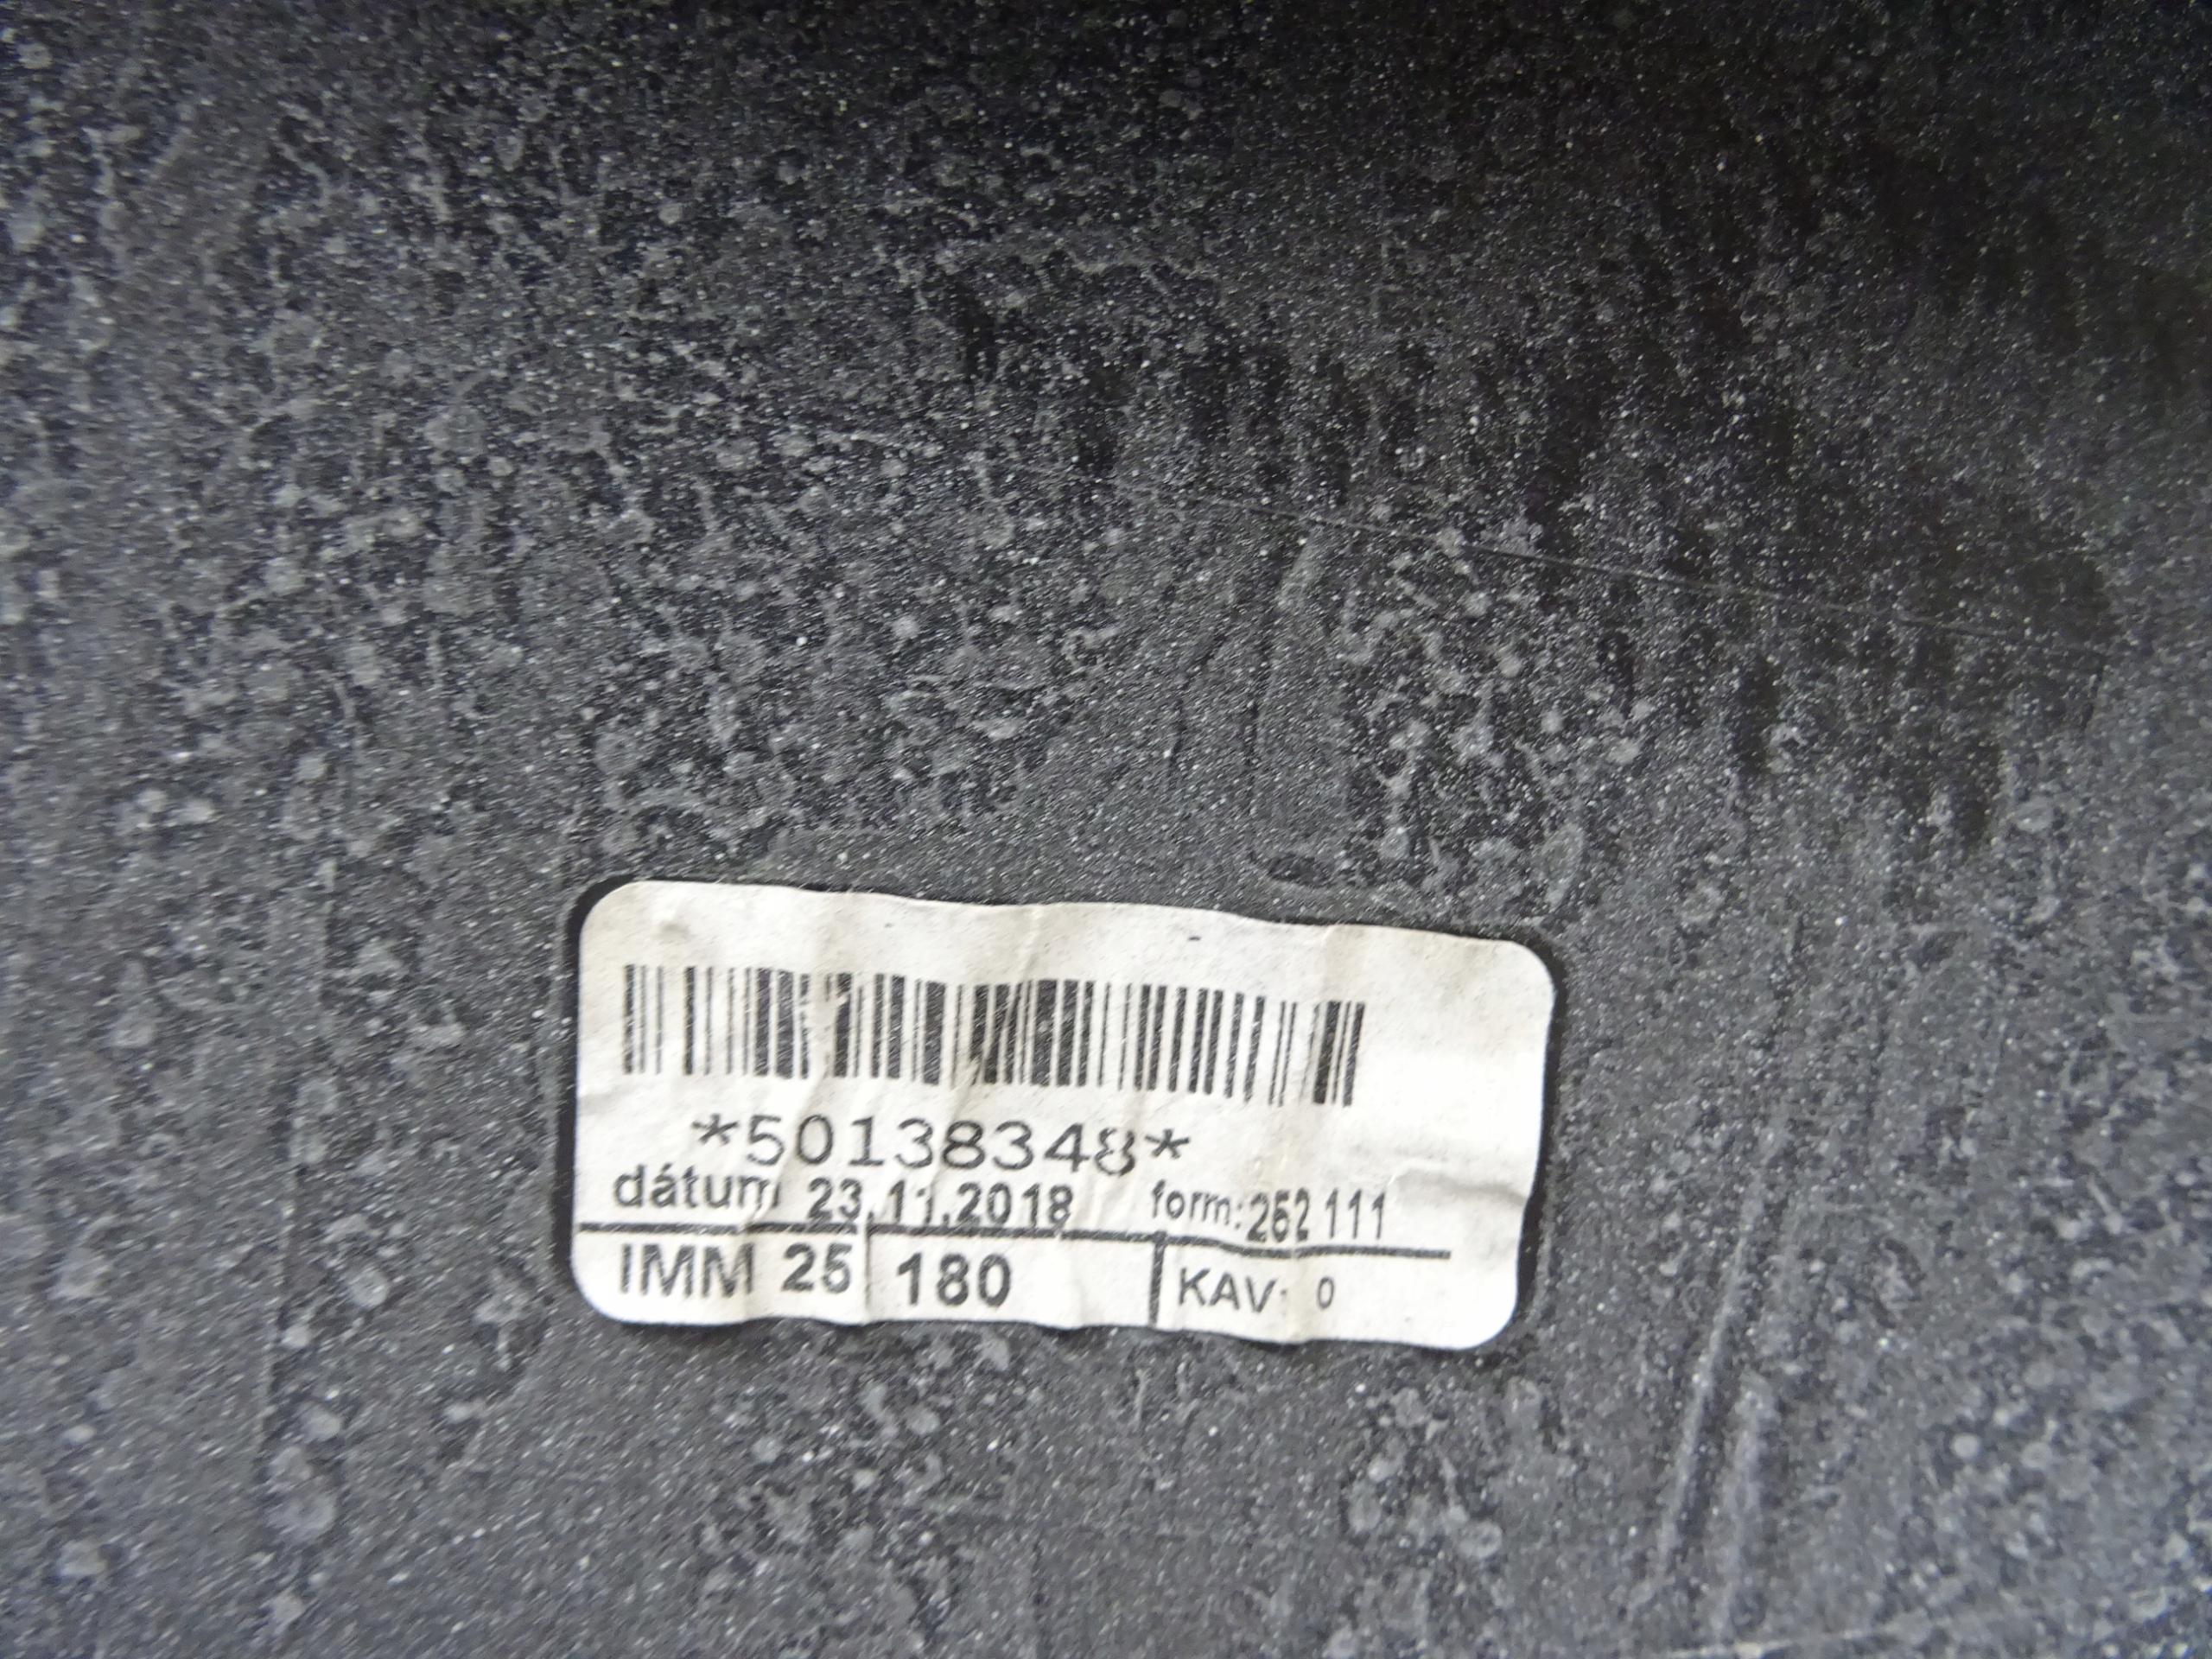 *50138348*
dátum 23.11.2018 form:262 111
IMM 25 180 KAV: 0